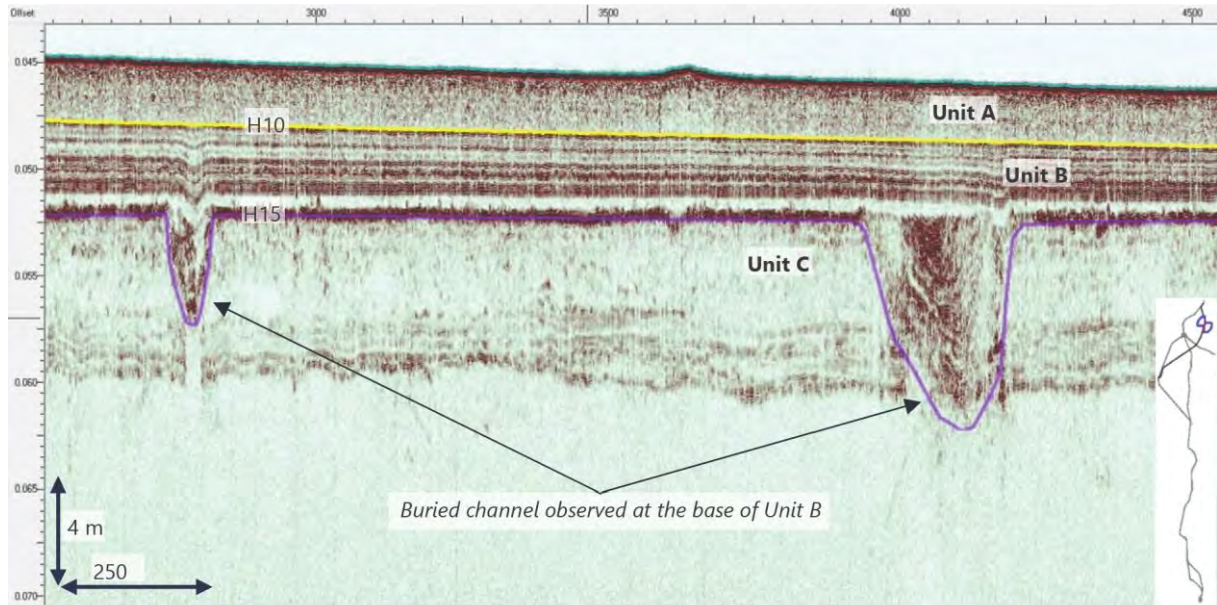 Offset: 3000 3500 4000 4500
0.045
Unit A
H10
0.050
Unit B
H15
0.055
Unit C
0.060
0.065
Buried channel observed at the base of Unit B
4 m
250
0.070